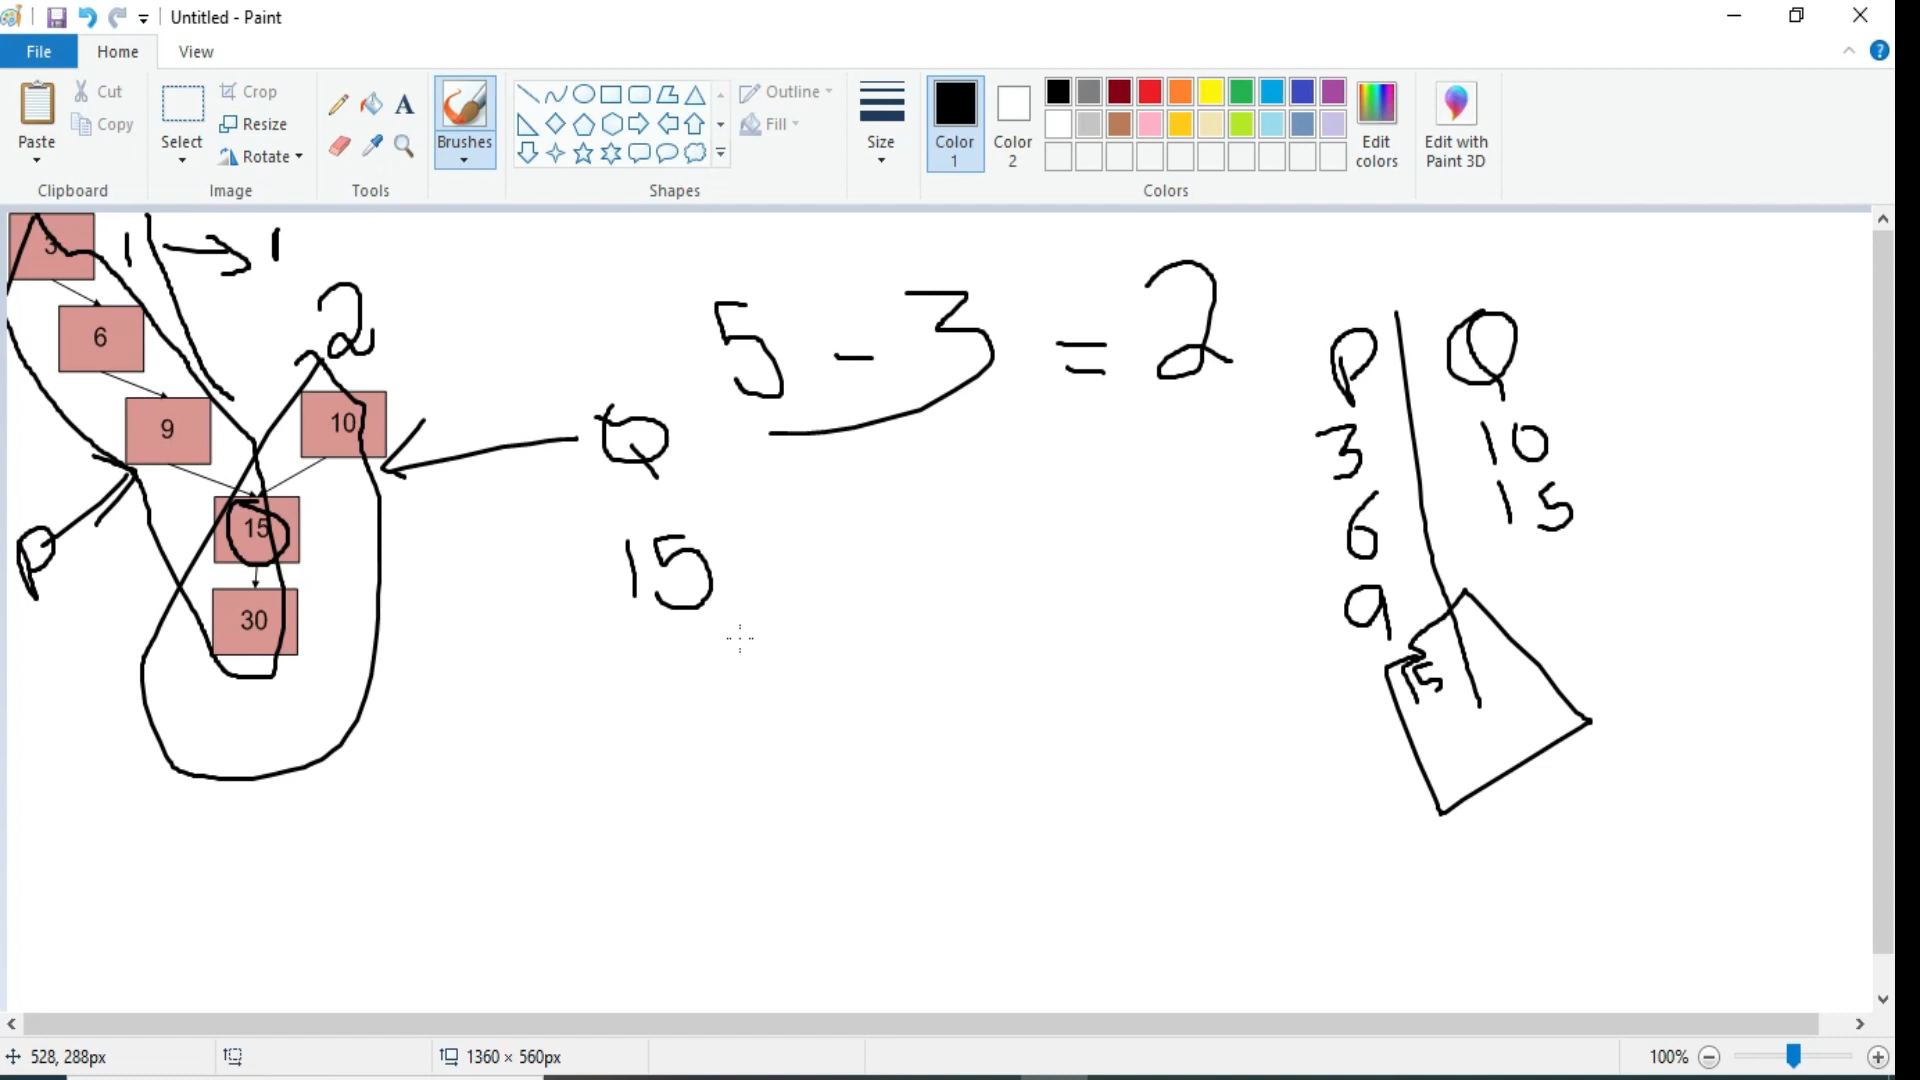 Untitled - Paint
File Home View
Paste
Cut
Copy
Clipboard
Select
Crop
Resize
Rotate
Image
Tools
Brushes
Shapes
Outline
Fill
Size
Color 1
Color 2
Edit colors
Edit with Paint 3D
Colors
3
1 → 1
2
6
9
10
15
30
P
Q
15
5 - 3 = 2
P Q
3 10
6 15
9
15
528, 288px
1360 × 560px
100%